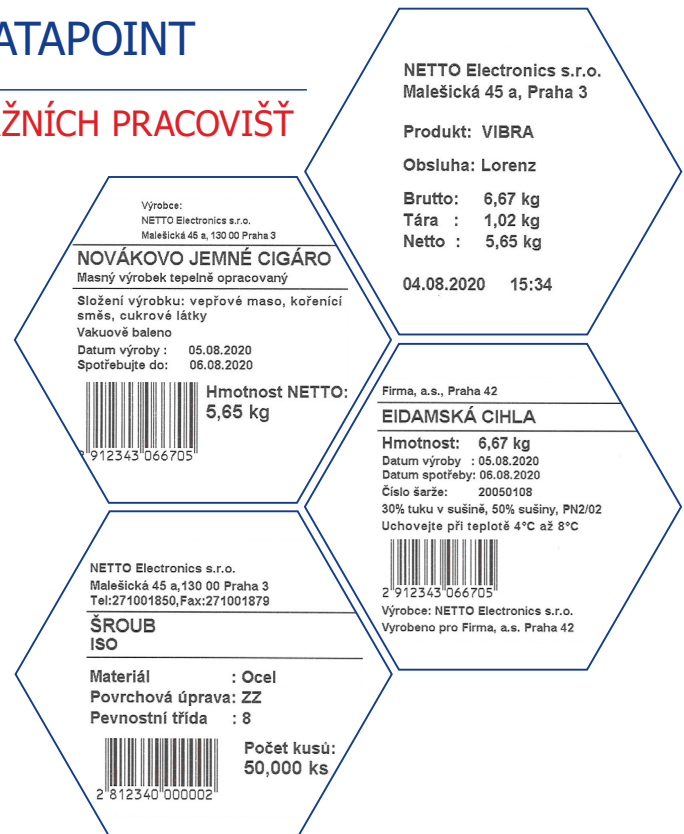 ATAPOINT
ŽNÍCH PRACOVIŠŤ
NETTO Electronics s.r.o.
Malešická 45 a, Praha 3
Produkt: VIBRA
Obsluha: Lorenz
Brutto: 6,67 kg
Tára : 1,02 kg
Netto : 5,65 kg
04.08.2020 15:34
Výrobce:
NETTO Electronics s.r.o.
Malešická 45 a, 130 00 Praha 3
NOVÁKOVO JEMNÉ CIGÁRO
Masný výrobek tepelně opracovaný
Složení výrobku: vepřové maso, kořenící
směs, cukrové látky
Vakuově baleno
Datum výroby : 05.08.2020
Spotřebujte do: 06.08.2020
Hmotnost NETTO:
5,65 kg
912343 066705
Firma, a.s., Praha 42
EIDAMSKÁ CIHLA
Hmotnost: 6,67 kg
Datum výroby : 05.08.2020
Datum spotřeby: 06.08.2020
Číslo šarže: 20050108
30% tuku v sušině, 50% sušiny, PN2/02
Uchovejte při teplotě 4°C až 8°C
2 912343 066705
Výrobce: NETTO Electronics s.r.o.
Vyrobeno pro Firma, a.s. Praha 42
NETTO Electronics s.r.o.
Malešická 45 a,130 00 Praha 3
Tel:271001850,Fax:271001879
ŠROUB
ISO
Materiál : Ocel
Povrchová úprava: ZZ
Pevnostní třída : 8
Počet kusů:
50,000 ks
2 812340 000002